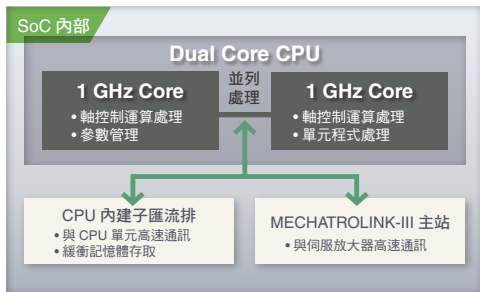 SoC 內部
Dual Core CPU
1 GHz Core
• 軸控制運算處理
• 參數管理
並列
處理
1 GHz Core
• 軸控制運算處理
• 單元程式處理
CPU 內建子匯流排
• 與 CPU 單元高速通訊
• 緩衝記憶體存取
MECHATROLINK-III 主站
• 與伺服放大器高速通訊